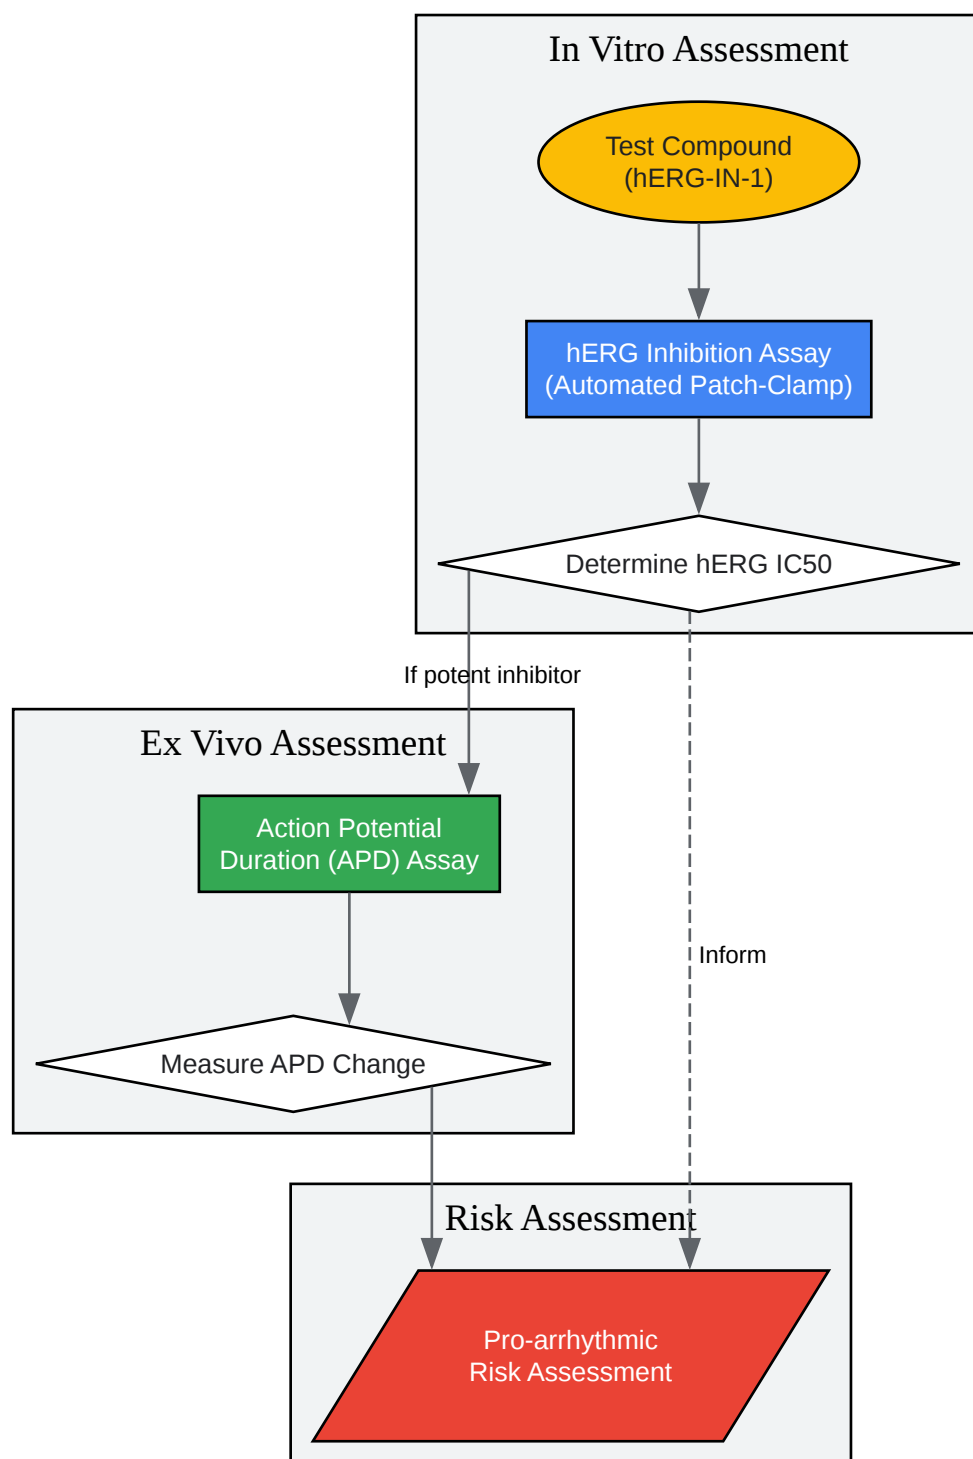 In Vitro Assessment
Test Compound
(hERG-IN-1)
hERG Inhibition Assay
(Automated Patch-Clamp)
Determine hERG IC50
If potent inhibitor
Ex Vivo Assessment
Action Potential
Duration (APD) Assay
Inform
Measure APD Change
Risk Assessment
Pro-arrhythmic
Risk Assessment